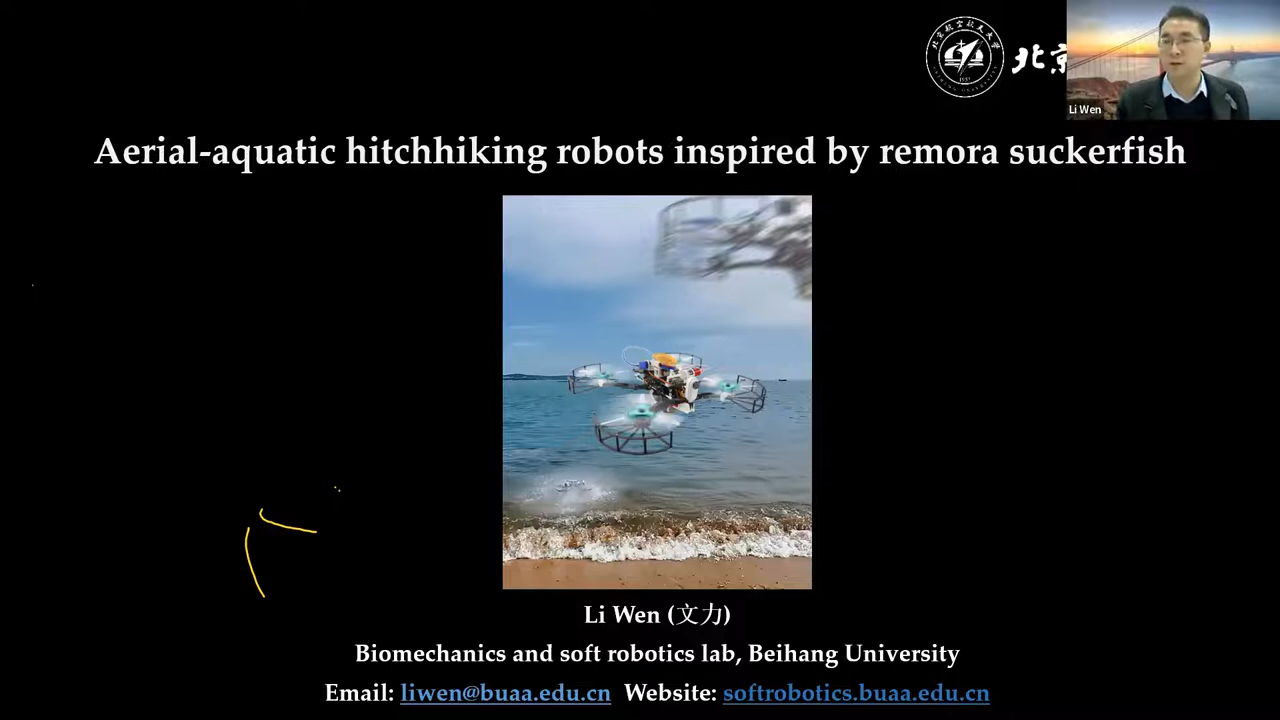 北京
Li Wen
Aerial-aquatic hitchhiking robots inspired by remora suckerfish
Li Wen (文力)
Biomechanics and soft robotics lab, Beihang University
Email: liwen@buaa.edu.cn Website: softrobotics.buaa.edu.cn